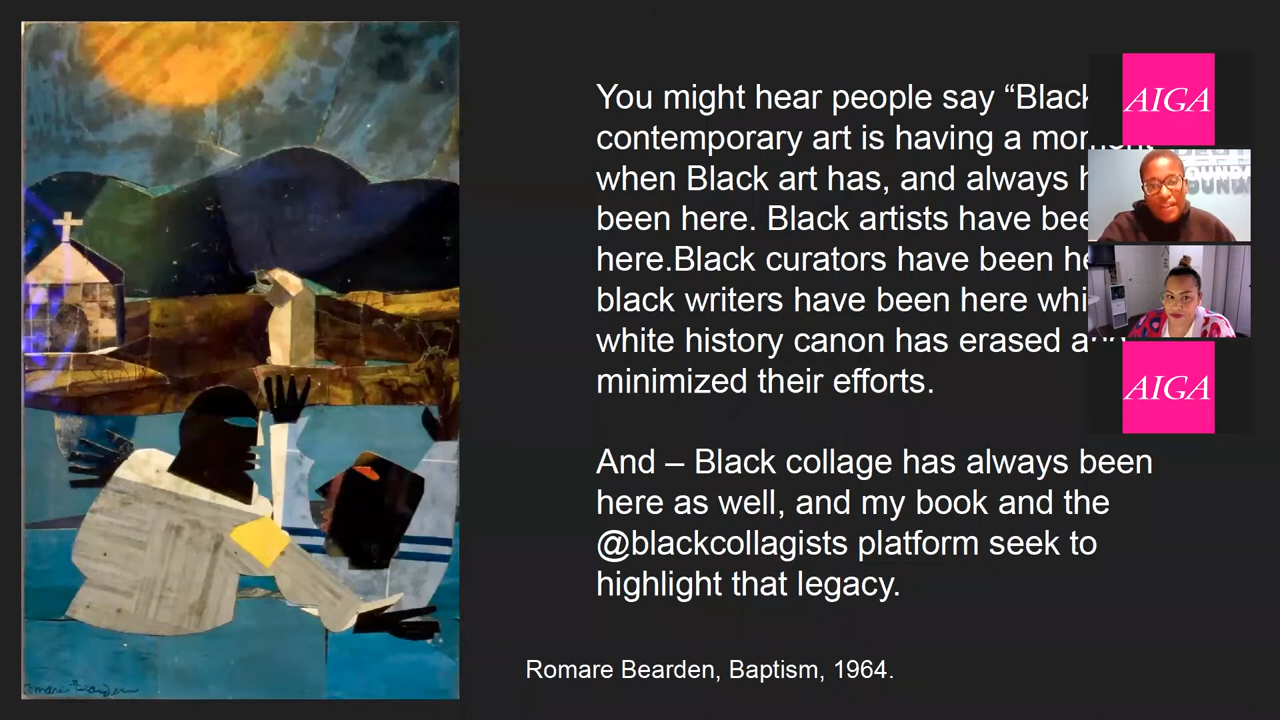 You might hear people say “Black
contemporary art is having a moment
when Black art has, and always
been here. Black artists have
here.Black curators have been
black writers have been here
white history canon has erased
minimized their efforts.
And – Black collage has always been
here as well, and my book and the
@blackcollagists platform seek to
highlight that legacy.
Romare Bearden, Baptism, 1964.
AIGA
AIGA
Romare Bearden